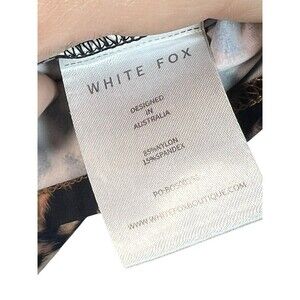 WHITE FOX
DESIGNED
IN
AUSTRALIA
85%NYLON
15%SPANDEX
WWW.WHITEFOXBOUTIQUE.COM